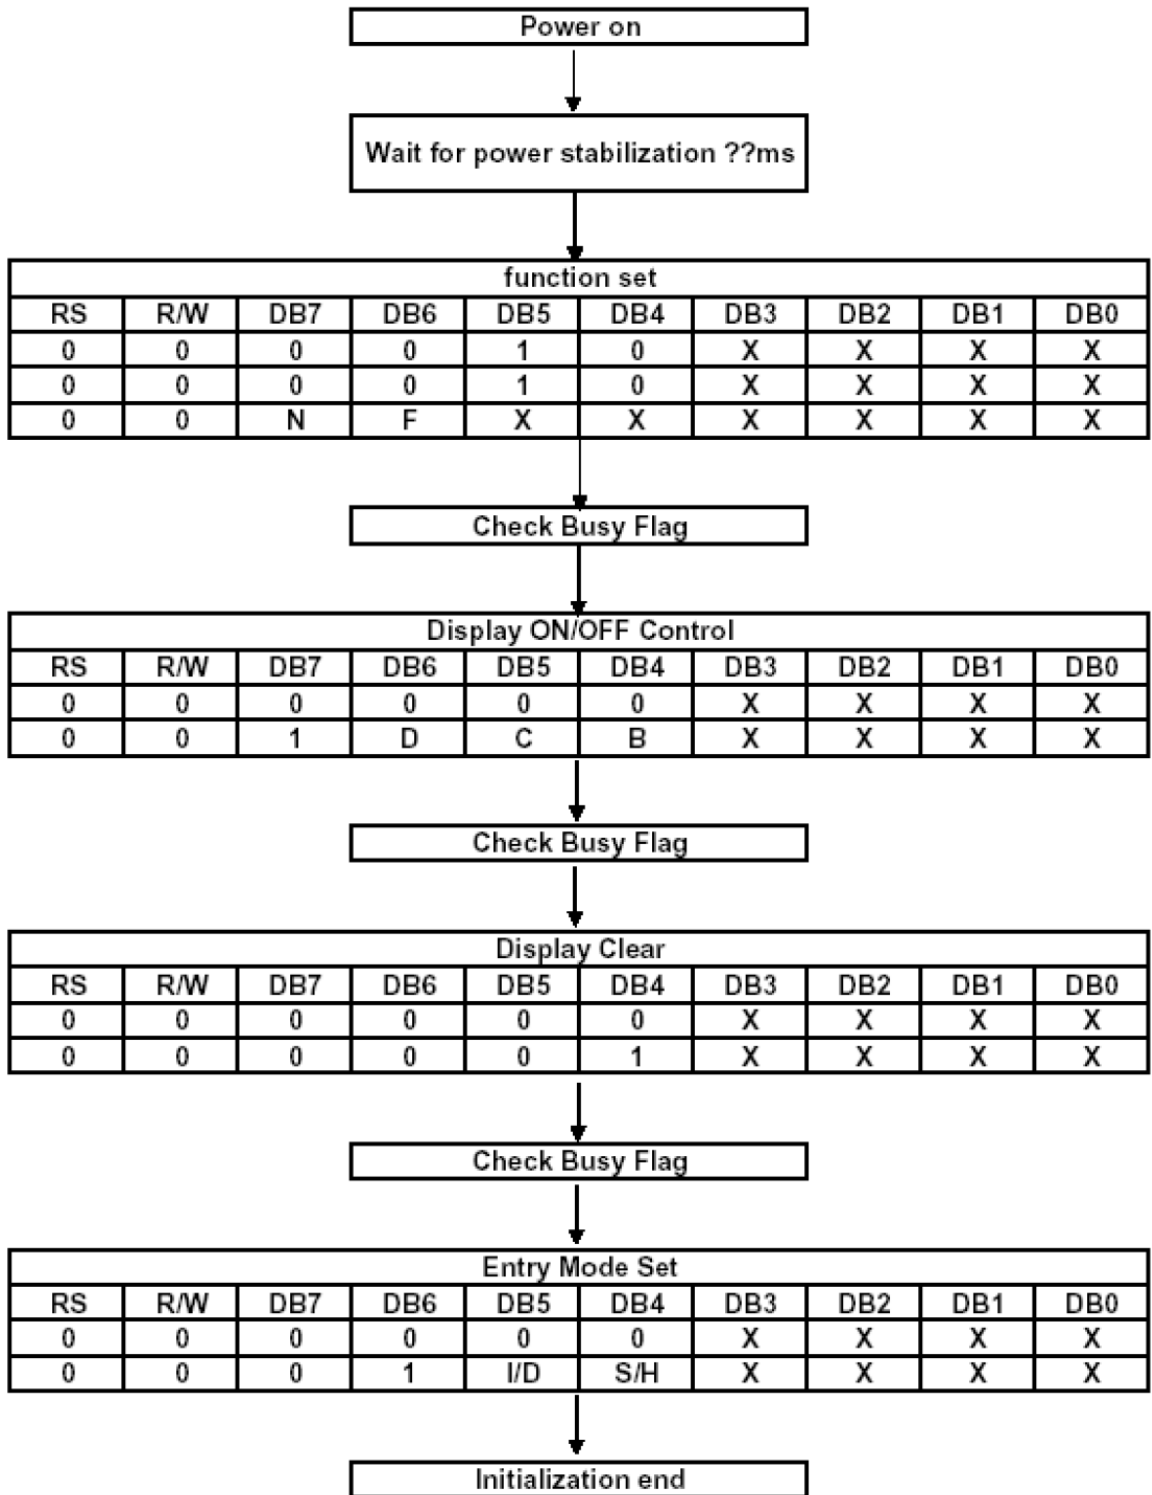 Power on
Wait for power stabilization ??ms
function set
RS R/W DB7 DB6 DB5 DB4 DB3 DB2 DB1 DB0
0 0 0 0 1 0 X X X X
0 0 0 0 1 0 X X X X
0 0 N F X X X X X X
Check Busy Flag
Display ON/OFF Control
RS R/W DB7 DB6 DB5 DB4 DB3 DB2 DB1 DB0
0 0 0 0 0 0 X X X X
0 0 1 D C B X X X X
Check Busy Flag
Display Clear
RS R/W DB7 DB6 DB5 DB4 DB3 DB2 DB1 DB0
0 0 0 0 0 0 X X X X
0 0 0 0 0 1 X X X X
Check Busy Flag
Entry Mode Set
RS R/W DB7 DB6 DB5 DB4 DB3 DB2 DB1 DB0
0 0 0 0 0 0 X X X X
0 0 0 1 I/D S/H X X X X
Initialization end